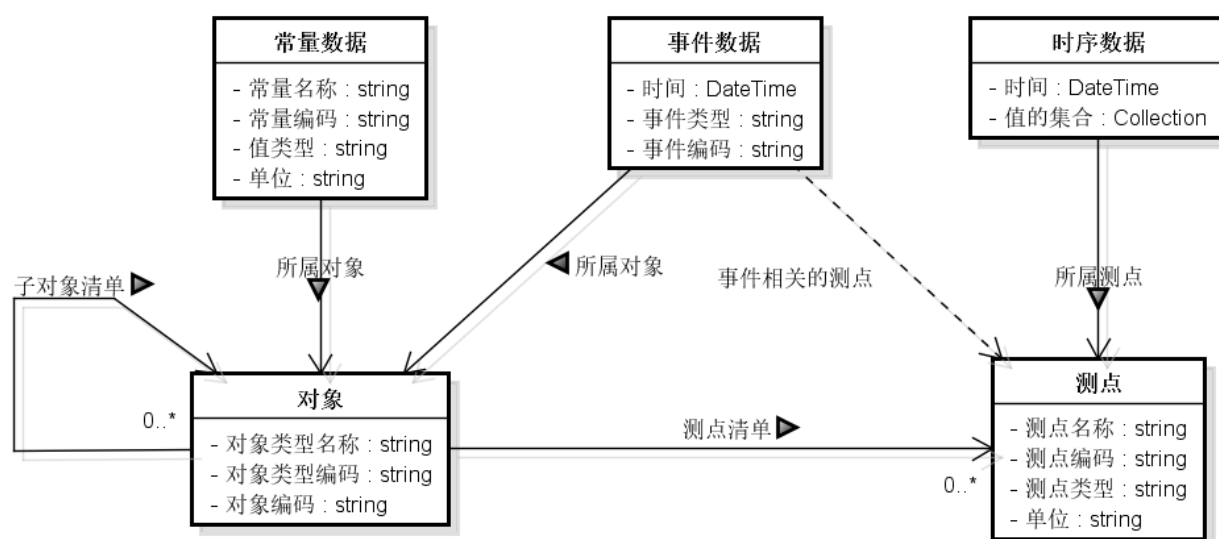 常量数据
- 常量名称 : string
- 常量编码 : string
- 值类型 : string
- 单位 : string
事件数据
- 时间 : DateTime
- 事件类型 : string
- 事件编码 : string
时序数据
- 时间 : DateTime
- 值的集合 : Collection
子对象清单
所属对象
所属对象
事件相关的测点
所属测点
0..*
对象
- 对象类型名称 : string
- 对象类型编码 : string
- 对象编码 : string
测点清单
0..*
测点
- 测点名称 : string
- 测点编码 : string
- 测点类型 : string
- 单位 : string